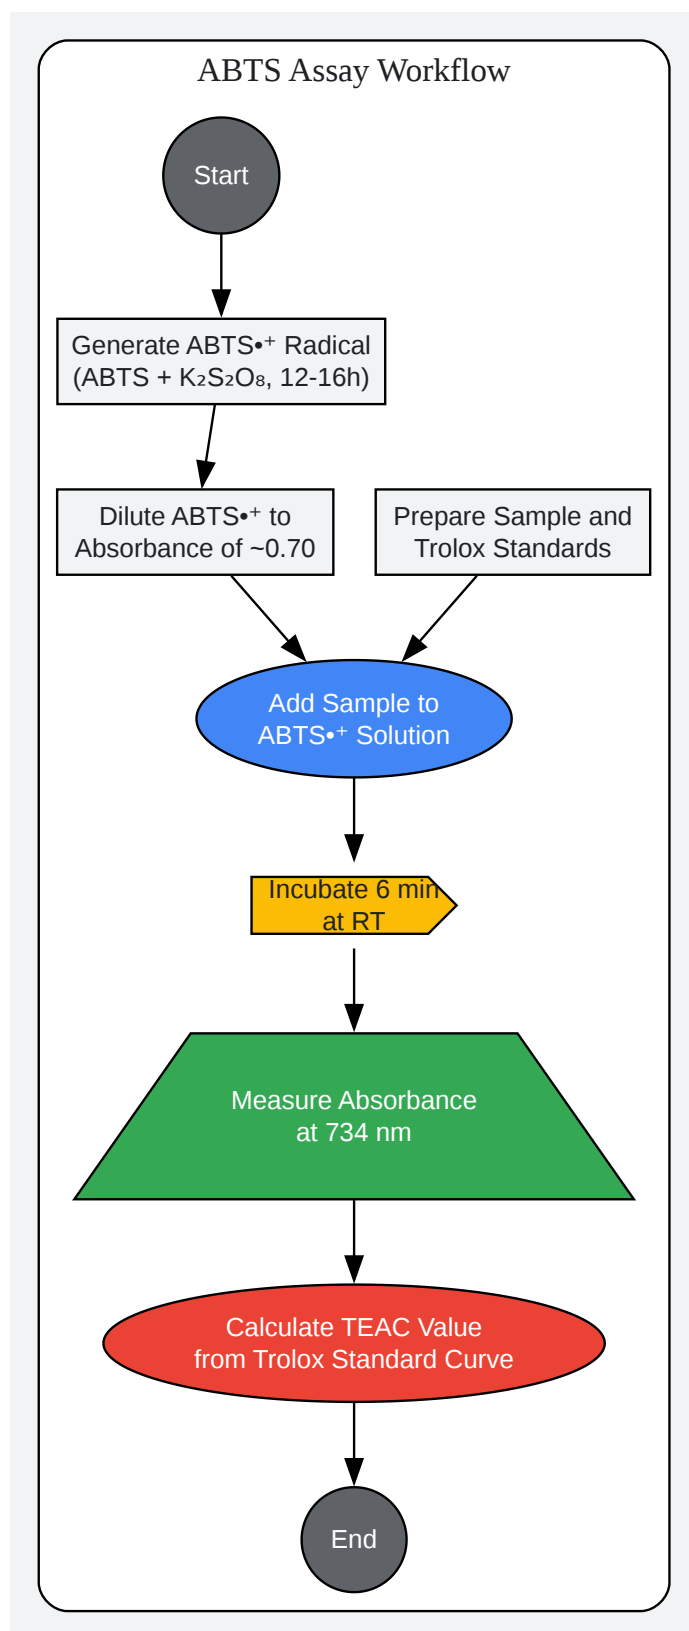 ABTS Assay Workflow
Start
Generate ABTS•⁺ Radical
(ABTS + K₂S₂O₈, 12-16h)
Dilute ABTS•⁺ to
Absorbance of ~0.70
Prepare Sample and
Trolox Standards
Add Sample to
ABTS•⁺ Solution
Incubate 6 min
at RT
Measure Absorbance
at 734 nm
Calculate TEAC Value
from Trolox Standard Curve
End